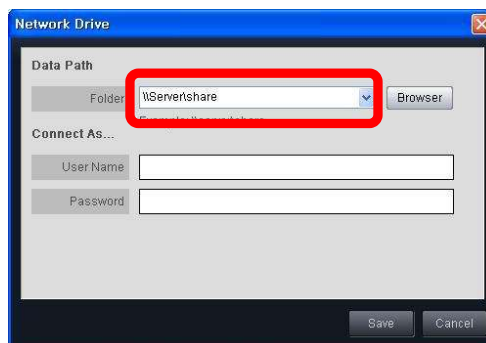 Network Drive
Data Path
Folder \\Server\share Browser
Connect As...
User Name
Password
Save Cancel